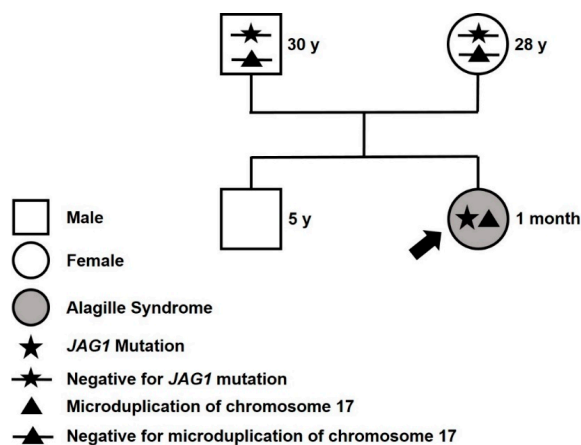 30 y
28 y
5 y
1 month
Male
Female
Alagille Syndrome
JAG1 Mutation
Negative for JAG1 mutation
Microduplication of chromosome 17
Negative for microduplication of chromosome 17